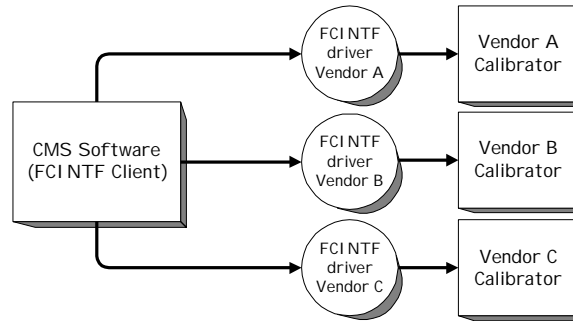 CMS Software
(FCINTF Client)
FCINTF
driver
Vendor A
Vendor A
Calibrator
FCINTF
driver
Vendor B
Vendor B
Calibrator
FCINTF
driver
Vendor C
Vendor C
Calibrator